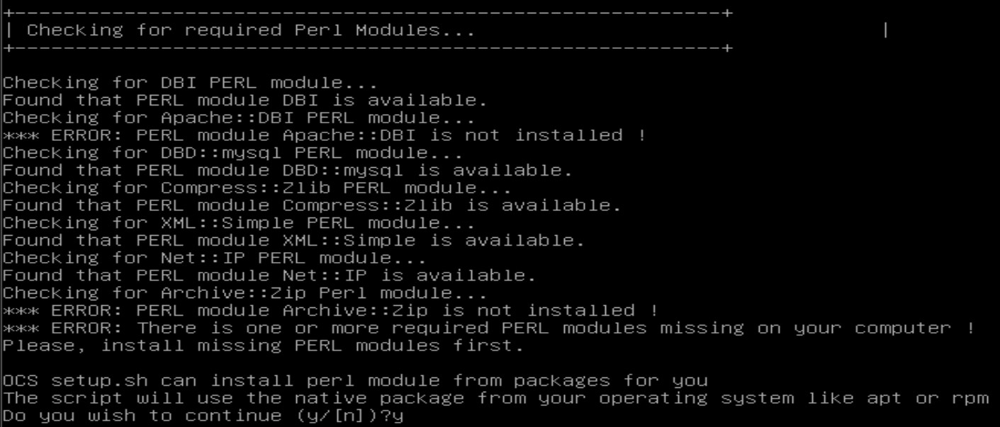 +----------------------------------------------------------+
| Checking for required Perl Modules...                                  |
+----------------------------------------------------------+
Checking for DBI PERL module...
Found that PERL module DBI is available.
Checking for Apache::DBI PERL module...
*** ERROR: PERL module Apache::DBI is not installed !
Checking for DBD::mysql PERL module...
Found that PERL module DBD::mysql is available.
Checking for Compress::Zlib PERL module...
Found that PERL module Compress::Zlib is available.
Checking for XML::Simple PERL module...
Found that PERL module XML::Simple is available.
Checking for Net::IP PERL module...
Found that PERL module Net::IP is available.
Checking for Archive::Zip Perl module...
*** ERROR: PERL module Archive::Zip is not installed !
*** ERROR: There is one or more required PERL modules missing on your computer !
Please, install missing PERL modules first.
OCS setup.sh can install perl module from packages for you
The script will use the native package from your operating system like apt or rpm
Do you wish to continue (y/[n])?y